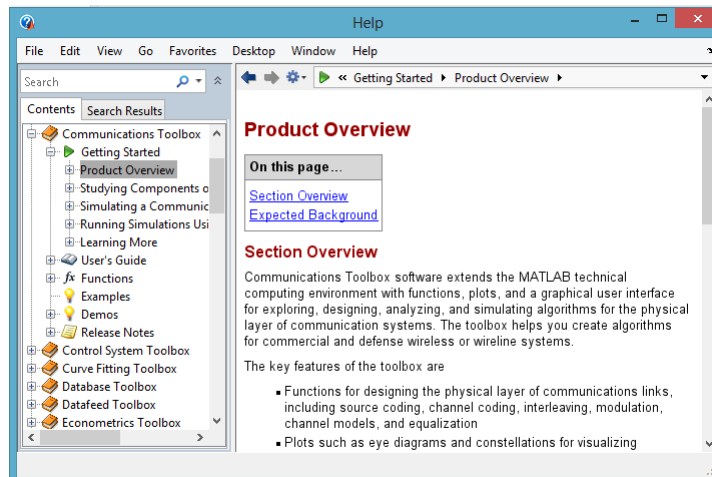 Help
File Edit View Go Favorites Desktop Window Help
Search
« Getting Started Product Overview
Contents Search Results
Communications Toolbox
Getting Started
Product Overview
Studying Components o
Simulating a Communic
Running Simulations Usi
Learning More
User's Guide
fx Functions
Examples
Demos
Release Notes
Control System Toolbox
Curve Fitting Toolbox
Database Toolbox
Datafeed Toolbox
Econometrics Toolbox
Product Overview
On this page...
Section Overview
Expected Background
Section Overview
Communications Toolbox software extends the MATLAB technical
computing environment with functions, plots, and a graphical user interface
for exploring, designing, analyzing, and simulating algorithms for the physical
layer of communication systems. The toolbox helps you create algorithms
for commercial and defense wireless or wireline systems.
The key features of the toolbox are
▪ Functions for designing the physical layer of communications links,
including source coding, channel coding, interleaving, modulation,
channel models, and equalization
▪ Plots such as eye diagrams and constellations for visualizing